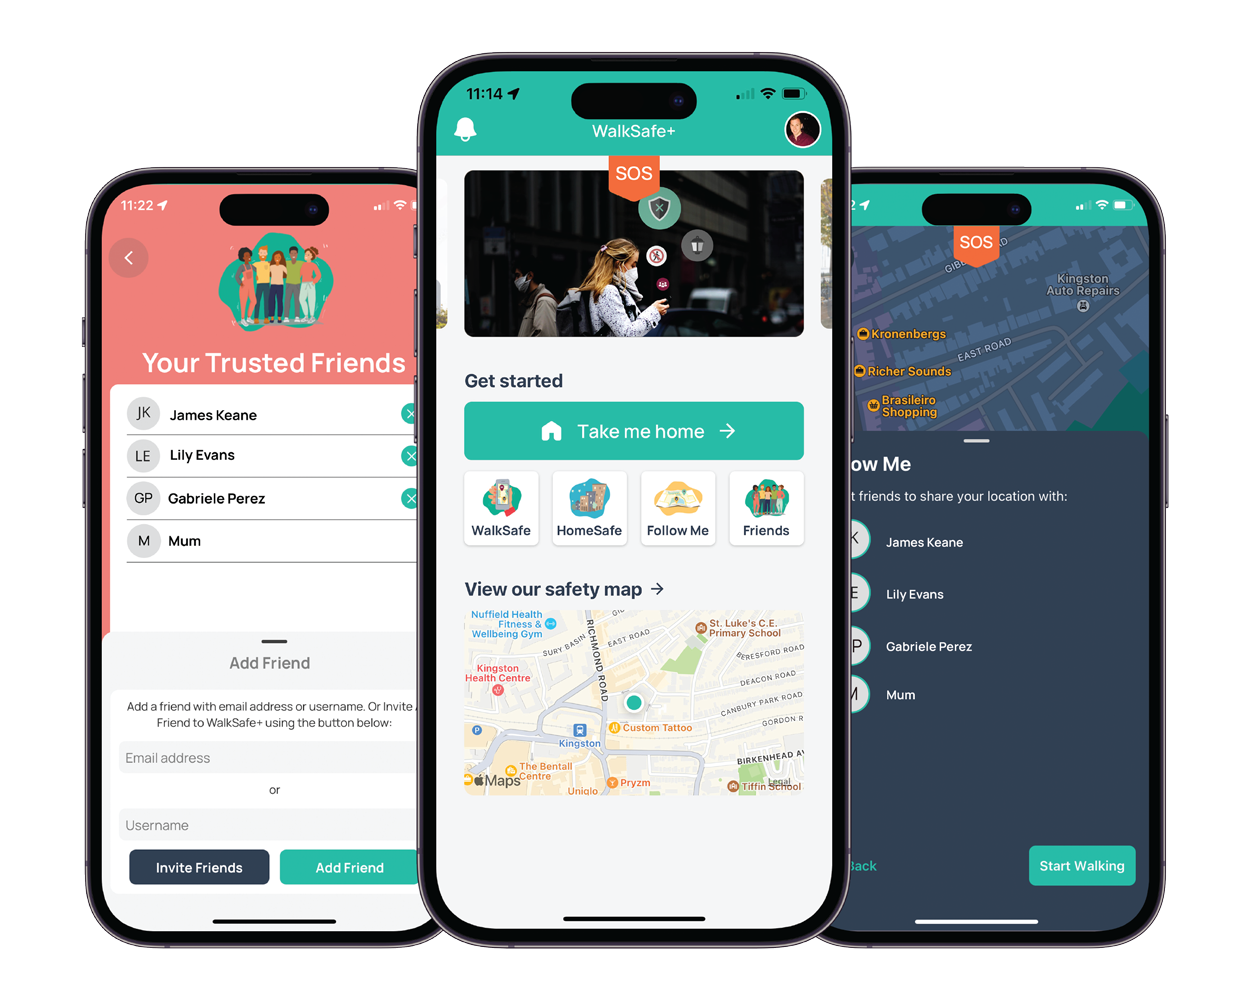 11:22
Your Trusted Friends
JK
James Keane
LE
Lily Evans
GP
Gabriele Perez
M
Mum
Add Friend
Add a friend with email address or username. Or Invite
Friend to WalkSafe+ using the button below:
Email address
or
Username
Invite Friends
Add Friend
11:14
WalkSafe+
SOS
Get started
Take me home
WalkSafe
HomeSafe
Follow Me
Friends
View our safety map
Nuffield Health
Fitness &
Wellbeing Gym
SURY BASIN
EAST ROAD
RICHMOND ROAD
St. Luke's C.E.
Primary School
BERESFORD ROAD
Kingston
Health Centre
DEACON ROAD
CANBURY PARK ROAD
GORDON R
P
Kingston
Custom Tattoo
BIRKENHEAD AV
The Bentall
Centre
Maps
Uniqlo
Pryzm
Legal
Tiffin School
2
SOS
GIBB
D
Kingston
Auto Repairs
Kronenbergs
EAST ROAD
Richer Sounds
Brasileiro
Shopping
ow Me
t friends to share your location with:
K
James Keane
E
Lily Evans
P
Gabriele Perez
M
Mum
Back
Start Walking